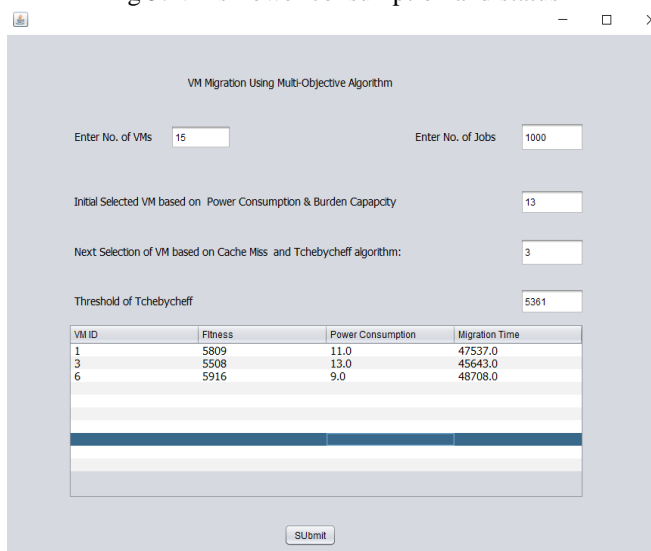 VM Migration Using Multi-Objective Algorithm
Enter No. of VMs 15 Enter No. of Jobs 1000
Initial Selected VM based on Power Consumption & Burden Capapcity 13
Next Selection of VM based on Cache Miss and Tchebycheff algorithm: 3
Threshold of Tchebycheff 5361
VM ID Fitness Power Consumption Migration Time
1 5809 11.0 47537.0
3 5508 13.0 45643.0
6 5916 9.0 48708.0
SUbmit